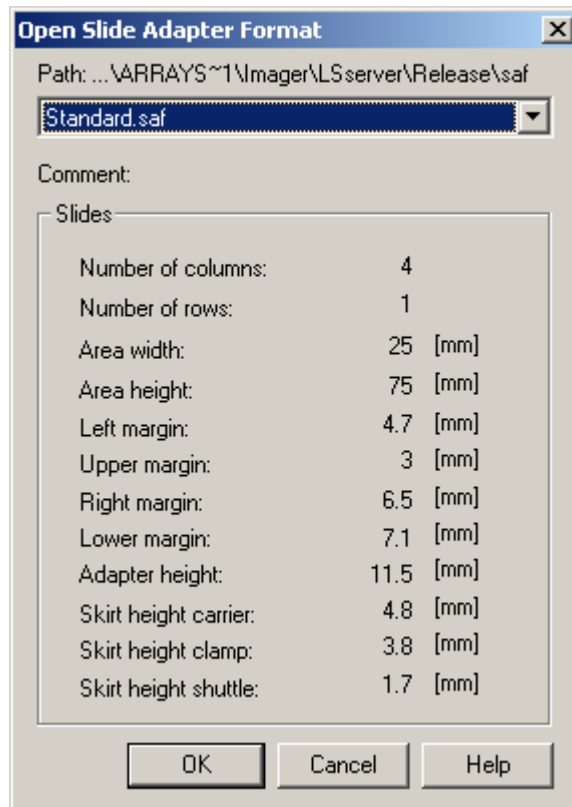 Open Slide Adapter Format
Path: ...\ARRAYS~1\Imager\LSserver\Release\saf
Standard.saf
Comment:
Slides
Number of columns: 4
Number of rows: 1
Area width: 25 [mm]
Area height: 75 [mm]
Left margin: 4.7 [mm]
Upper margin: 3 [mm]
Right margin: 6.5 [mm]
Lower margin: 7.1 [mm]
Adapter height: 11.5 [mm]
Skirt height carrier: 4.8 [mm]
Skirt height clamp: 3.8 [mm]
Skirt height shuttle: 1.7 [mm]
OK Cancel Help